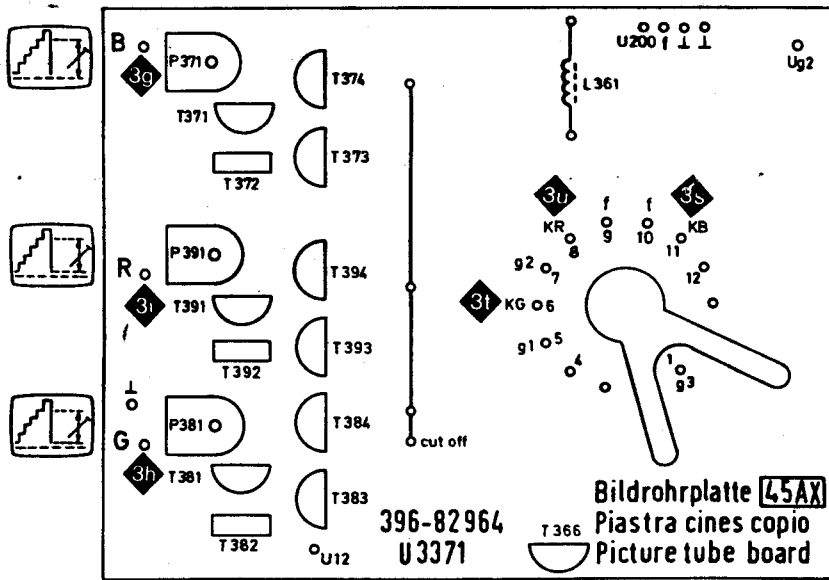 B
3g
P371
T371
T372
T374
T373
L361
U200 f ⊥ ⊥
Ug2
R
3i
P391
T391
T392
T394
T393
3u
KR
8
f
9
f
10
3s
KB
11
12
g2
7
3t
KG
6
g1
5
4
1
g3
⊥
G
3h
P381
T381
T382
T384
T383
cut off
U12
396-82964
U3371
T366
Bildrohrplatte 45AX
Piastra cines copio
Picture tube board